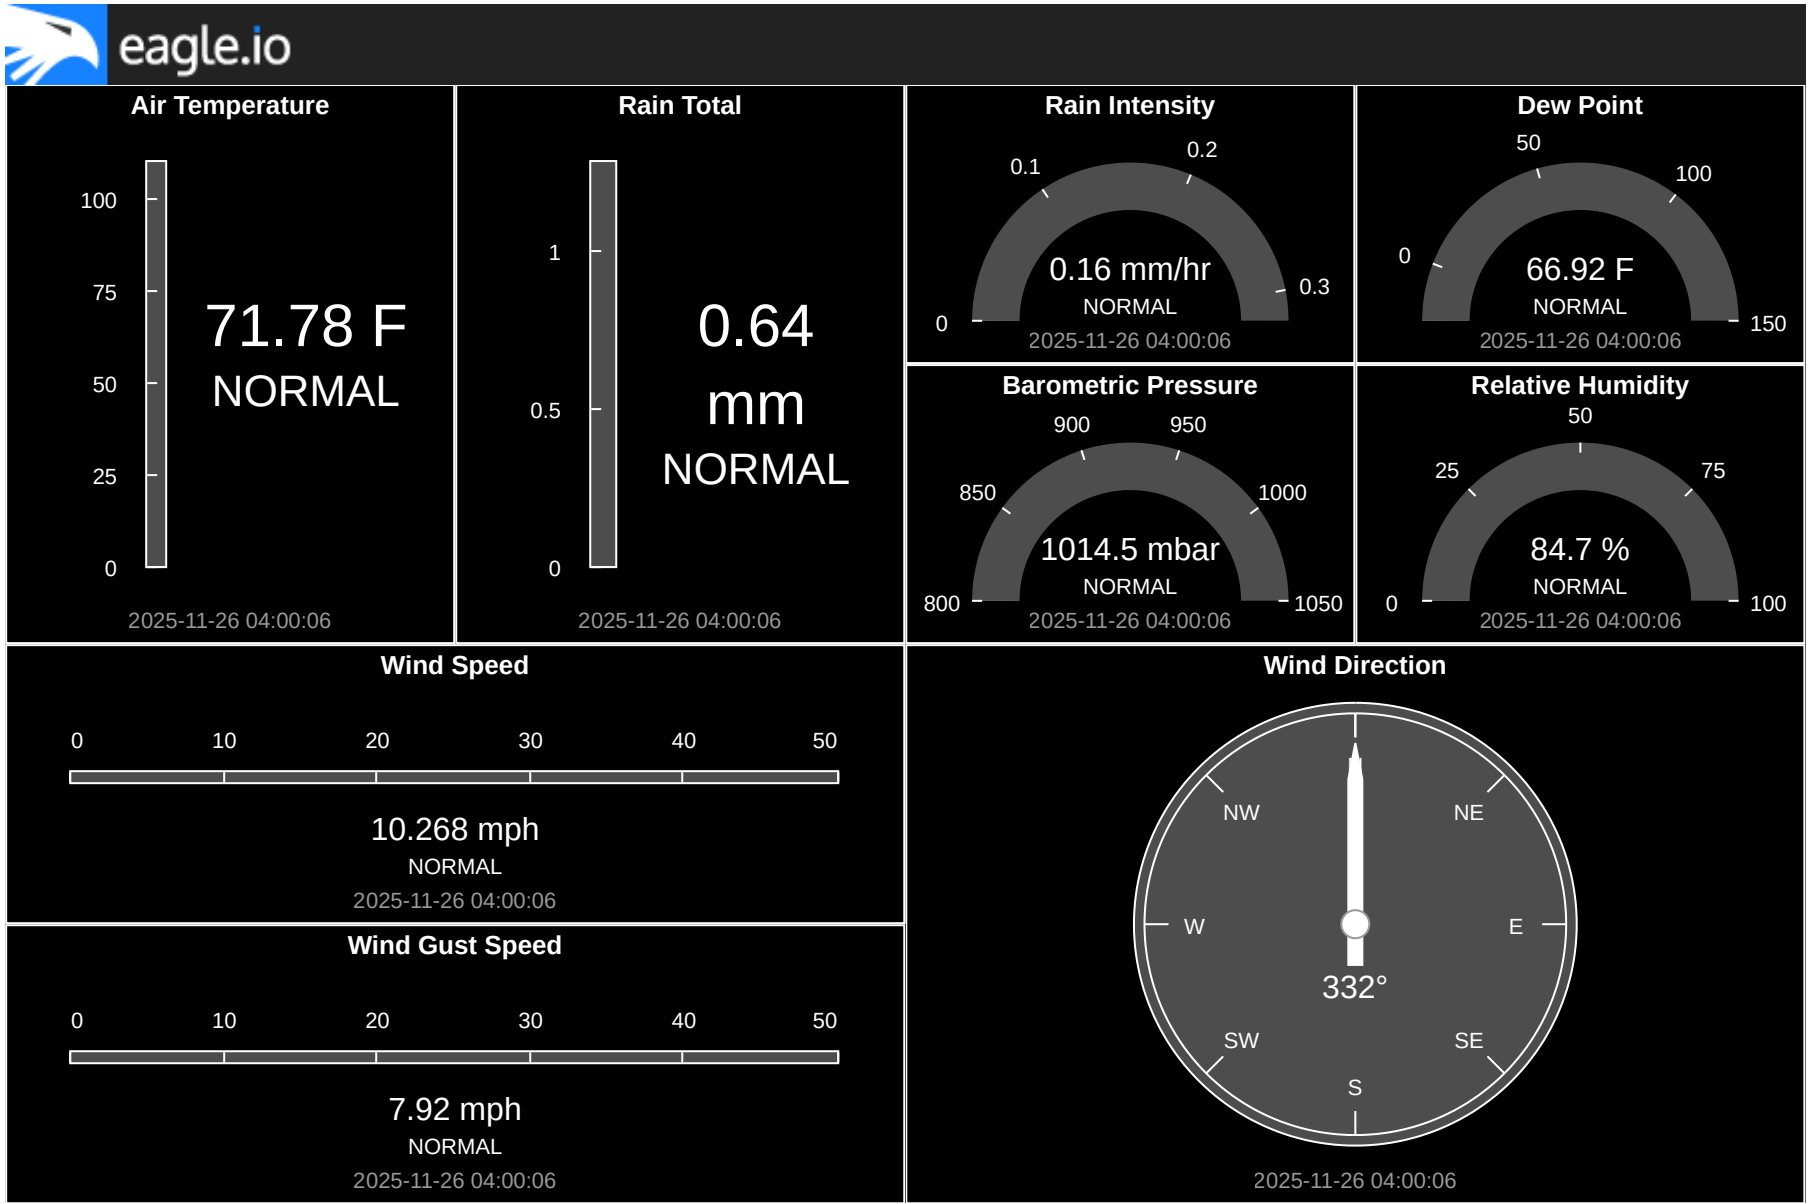 eagle.io
Air Temperature
100
75
50
25
0
71.78 F
NORMAL
2025-11-26 04:00:06
Rain Total
1
0.5
0
0.64
mm
NORMAL
2025-11-26 04:00:06
Rain Intensity
0
0.1
0.2
0.3
0.16 mm/hr
NORMAL
2025-11-26 04:00:06
Dew Point
0
50
100
150
66.92 F
NORMAL
2025-11-26 04:00:06
Barometric Pressure
800
850
900
950
1000
1050
1014.5 mbar
NORMAL
2025-11-26 04:00:06
Relative Humidity
0
25
50
75
100
84.7 %
NORMAL
2025-11-26 04:00:06
Wind Speed
0 10 20 30 40 50
10.268 mph
NORMAL
2025-11-26 04:00:06
Wind Gust Speed
0 10 20 30 40 50
7.92 mph
NORMAL
2025-11-26 04:00:06
Wind Direction
NW NE
W E
332°
SW SE
S
2025-11-26 04:00:06